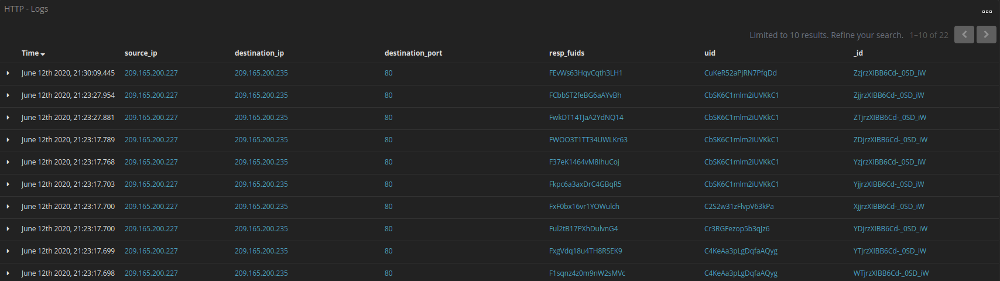 HTTP - Logs
Limited to 10 results. Refine your search. 1–10 of 22
Time source_ip destination_ip destination_port resp_fuids uid _id
June 12th 2020, 21:30:09.445 209.165.200.227 209.165.200.235 80 FEvWs63HqvCqth3LH1 CuKeR52aPjRN7PfqDd ZzjrzXIBB6Cd-_0SD_iW
June 12th 2020, 21:23:27.954 209.165.200.227 209.165.200.235 80 FCbbST2feBG6aAYvBh CbSK6C1mlm2iUVKkC1 ZjjrzXIBB6Cd-_0SD_iW
June 12th 2020, 21:23:27.881 209.165.200.227 209.165.200.235 80 FwkDT14TJaA2YdNQ14 CbSK6C1mlm2iUVKkC1 ZTjrzXIBB6Cd-_0SD_iW
June 12th 2020, 21:23:17.789 209.165.200.227 209.165.200.235 80 FWOO3T1TT34UWLKr63 CbSK6C1mlm2iUVKkC1 ZDjrzXIBB6Cd-_0SD_iW
June 12th 2020, 21:23:17.768 209.165.200.227 209.165.200.235 80 F37eK1464vM8IhuCoj CbSK6C1mlm2iUVKkC1 YzjrzXIBB6Cd-_0SD_iW
June 12th 2020, 21:23:17.703 209.165.200.227 209.165.200.235 80 Fkpc6a3axDrC4GBqR5 CbSK6C1mlm2iUVKkC1 YjjrzXIBB6Cd-_0SD_iW
June 12th 2020, 21:23:17.700 209.165.200.227 209.165.200.235 80 FxF0bx16vr1YOWulch C2S2w31zFlvpV63kPa XjjrzXIBB6Cd-_0SD_iW
June 12th 2020, 21:23:17.700 209.165.200.227 209.165.200.235 80 Ful2tB17PXhDulvnG4 Cr3RGFezop5b3qJz6 YDjrzXIBB6Cd-_0SD_iW
June 12th 2020, 21:23:17.699 209.165.200.227 209.165.200.235 80 FxgVdq18u4TH8RSEK9 C4KeAa3pLgDqfaAQyg YTjrzXIBB6Cd-_0SD_iW
June 12th 2020, 21:23:17.698 209.165.200.227 209.165.200.235 80 F1sqnz4z0m9nW2sMVc C4KeAa3pLgDqfaAQyg WTjrzXIBB6Cd-_0SD_iW